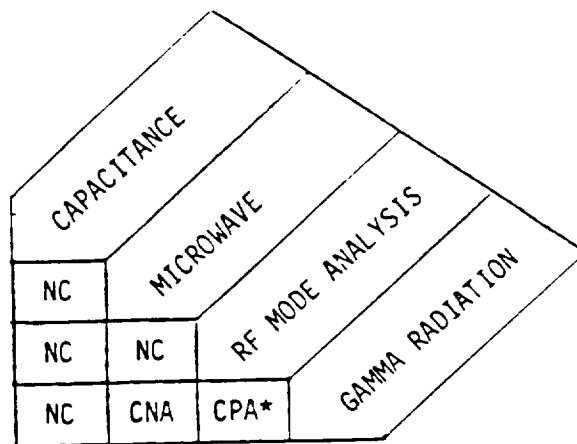 CAPACITANCE
MICROWAVE
RF MODE ANALYSIS
GAMMA RADIATION
NC
NC NC
NC CNA CPA*